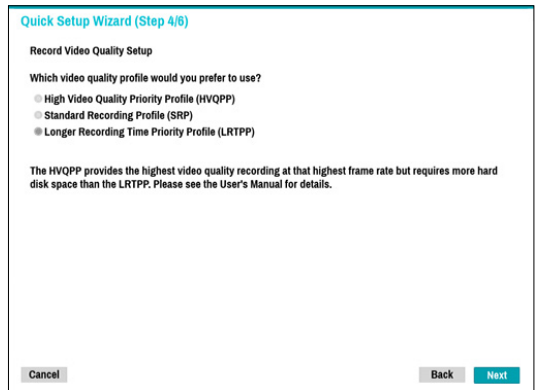 Quick Setup Wizard (Step 4/6)
Record Video Quality Setup
Which video quality profile would you prefer to use?
High Video Quality Priority Profile (HVQPP)
Standard Recording Profile (SRP)
Longer Recording Time Priority Profile (LRTPP)
The HVQPP provides the highest video quality recording at that highest frame rate but requires more hard
disk space than the LRTPP. Please see the User's Manual for details.
Cancel Back Next